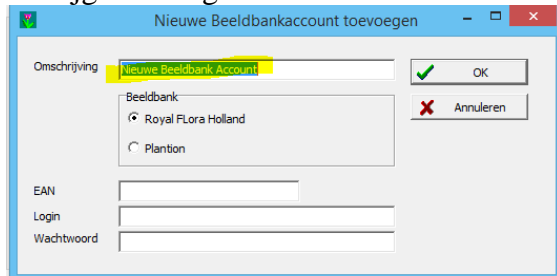 Nieuwe Beeldbankaccount toevoegen
Omschrijving Nieuwe Beeldbank Account OK
Beeldbank
Royal FLora Holland
Annuleren
Plantion
EAN
Login
Wachtwoord